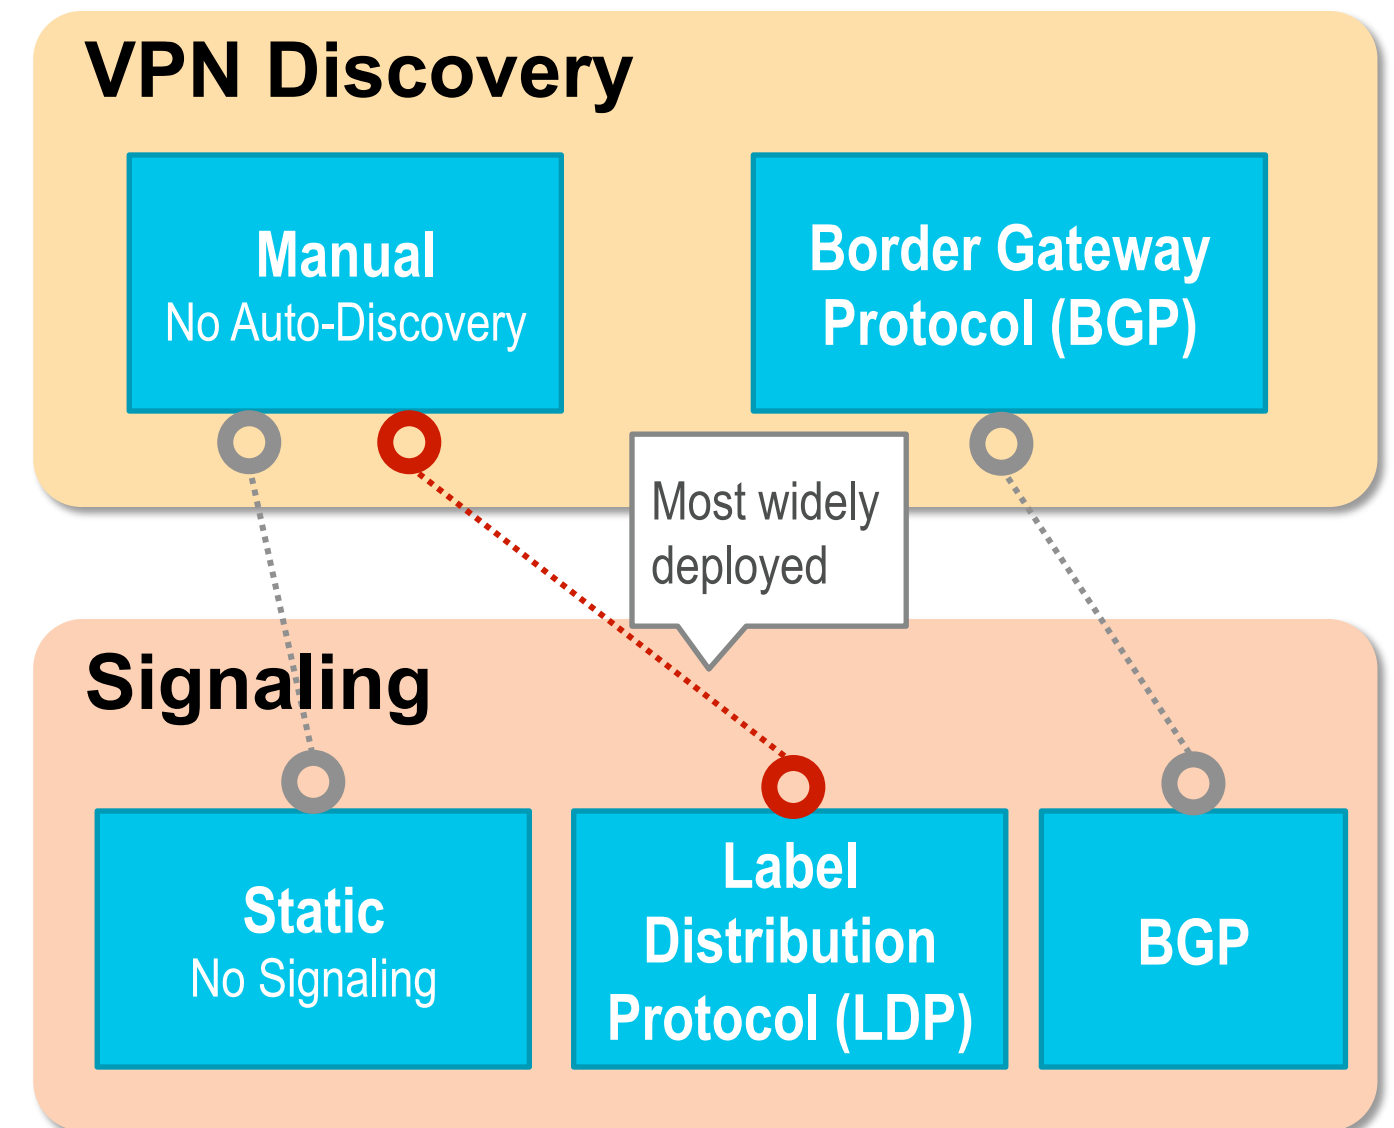 VPN Discovery
Manual
No Auto-Discovery
Border Gateway
Protocol (BGP)
Most widely
deployed
Signaling
Static
No Signaling
Label
Distribution
Protocol (LDP)
BGP